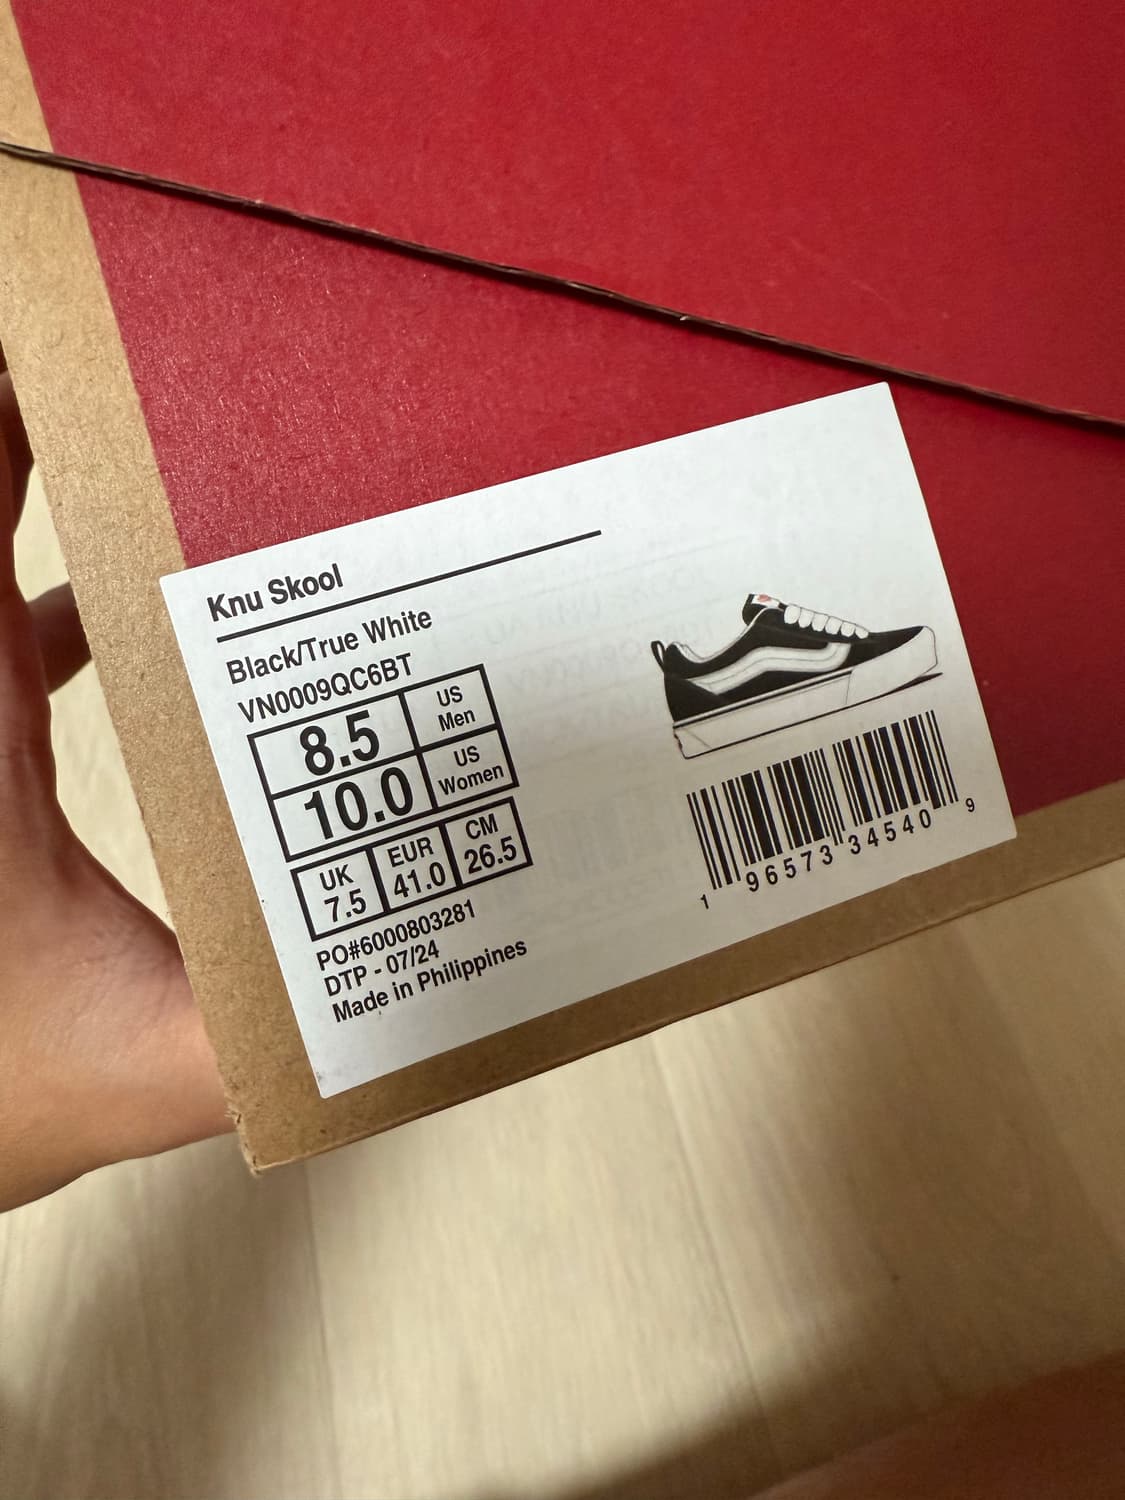 Knu Skool
Black/True White
VN0009QC6BT
8.5 US Men
10.0 US Women
UK 7.5 EUR 41.0 CM 26.5
PO#6000803281
DTP - 07/24
Made in Philippines
1 96573 34540 9